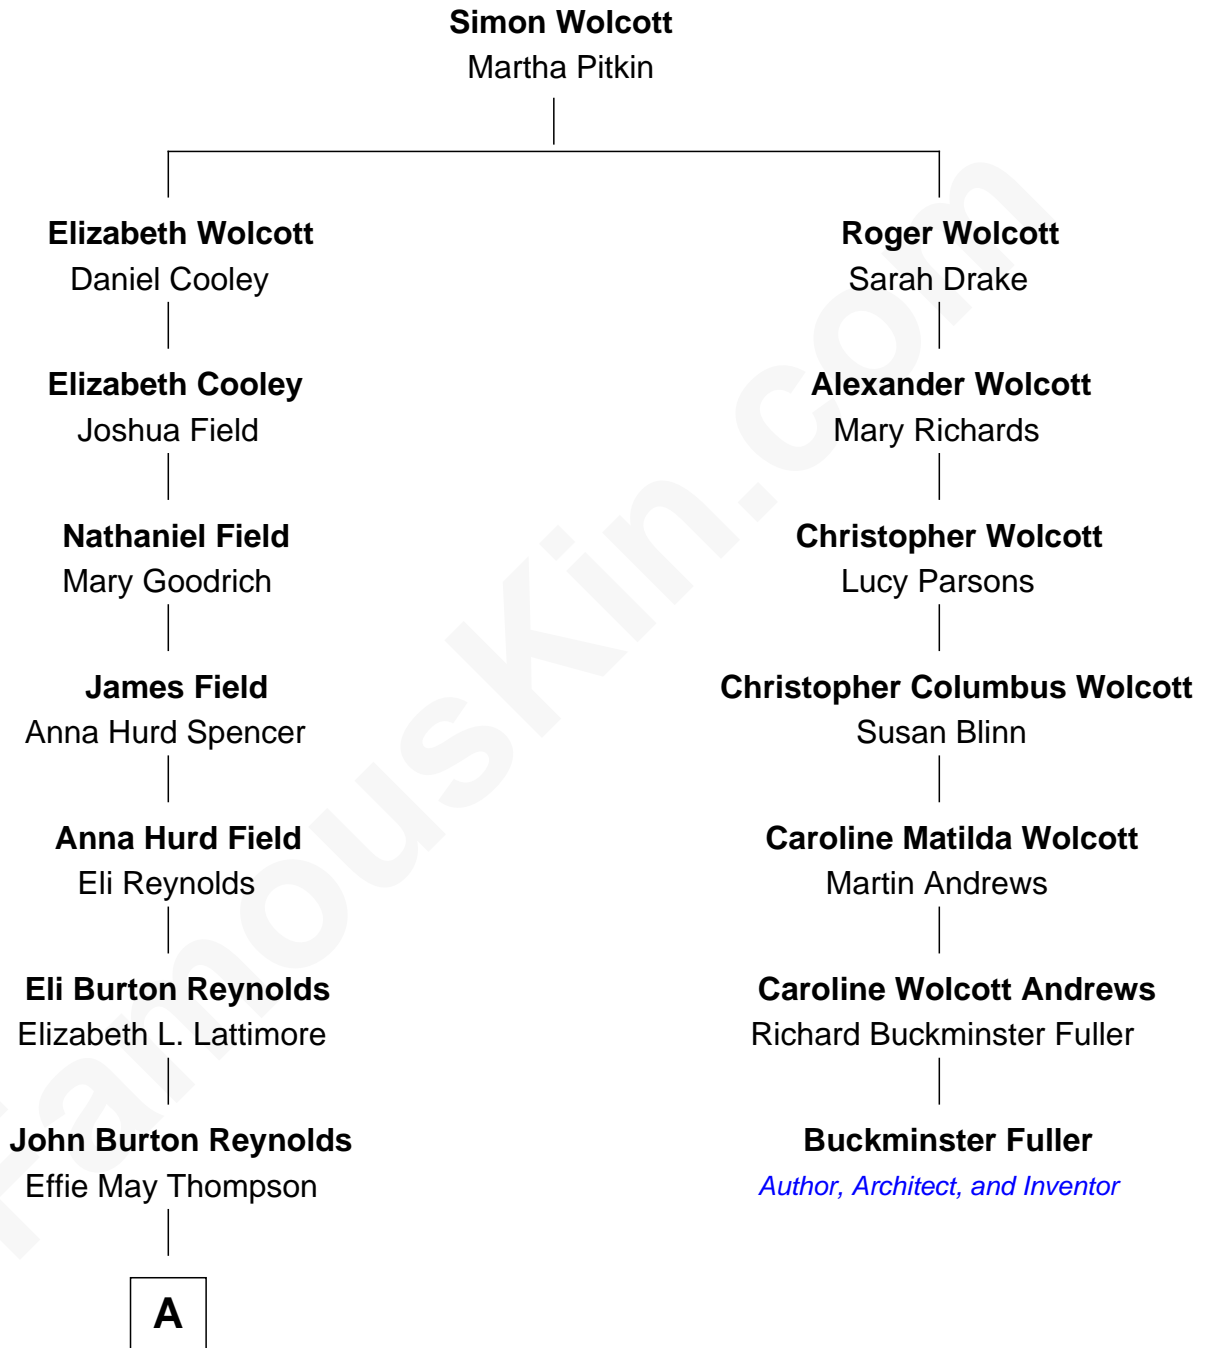 Simon Wolcott
Martha Pitkin
Elizabeth Wolcott
Daniel Cooley
Roger Wolcott
Sarah Drake
Elizabeth Cooley
Joshua Field
Alexander Wolcott
Mary Richards
Nathaniel Field
Mary Goodrich
Christopher Wolcott
Lucy Parsons
James Field
Anna Hurd Spencer
Christopher Columbus Wolcott
Susan Blinn
Anna Hurd Field
Eli Reynolds
Caroline Matilda Wolcott
Martin Andrews
Eli Burton Reynolds
Elizabeth L. Lattimore
Caroline Wolcott Andrews
Richard Buckminster Fuller
John Burton Reynolds
Effie May Thompson
Buckminster Fuller
Author, Architect, and Inventor
A
FamousKin.com